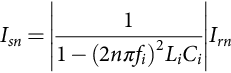 $I_{sn} = \left| \frac{1}{1 - (2n\pi f_i)^2 L_i C_i} \right| I_{rn}$